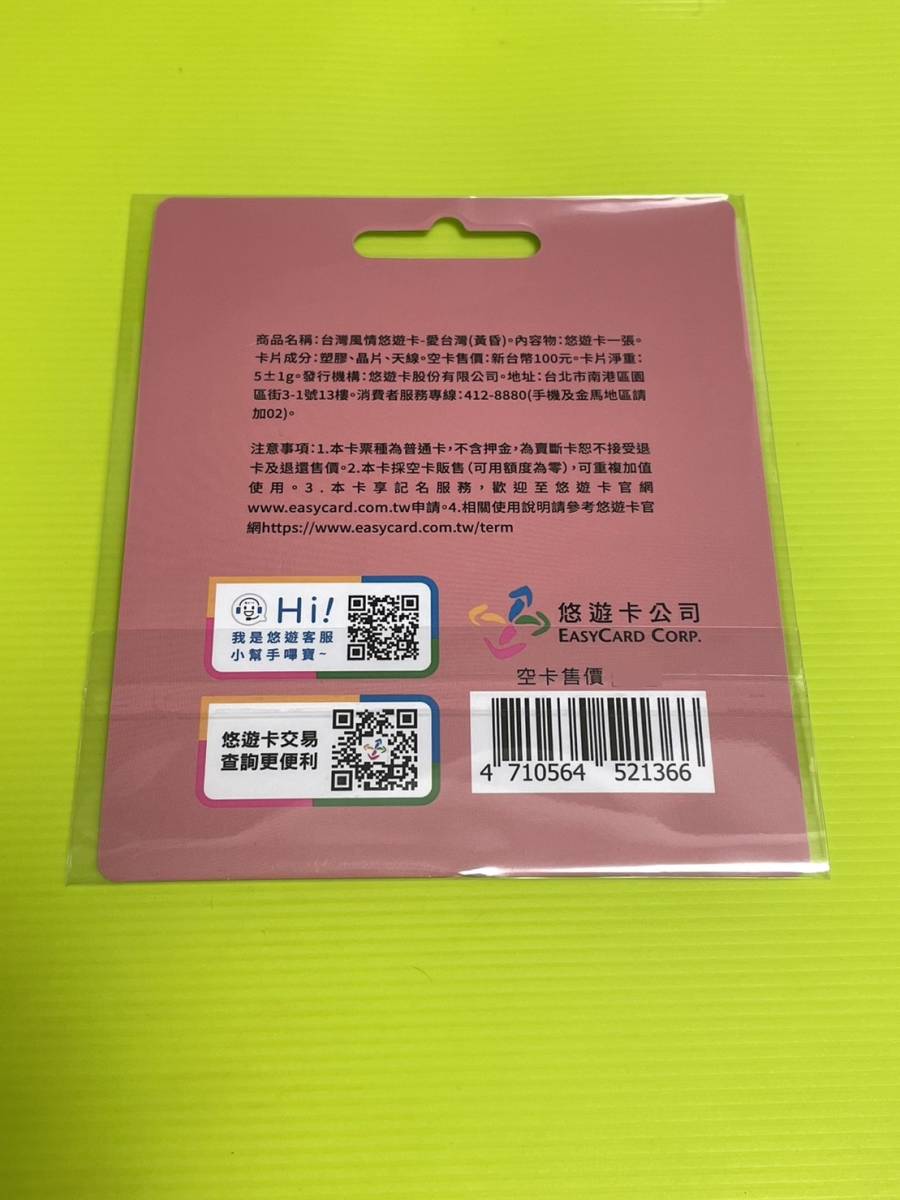 商品名稱:台灣風情悠遊卡-愛台灣(黃昏)。內容物:悠遊卡一張。
卡片成分:塑膠、晶片、天線。空卡售價:新台幣100元。卡片淨重:
5±1g。發行機構:悠遊卡股份有限公司。地址:台北市南港區園
區街3-1號13樓。消費者服務專線:412-8880(手機及金馬地區請
加02)。
注意事項:1.本卡票種為普通卡,不含押金,為賣斷卡恕不接受退
卡及退還售價。2.本卡採空卡販售(可用額度為零),可重複加值
使用。3.本卡享記名服務,歡迎至悠遊卡官網
www.easycard.com.tw申請。4.相關使用說明請參考悠遊卡官
網https://www.easycard.com.tw/term
Hi!
我是悠遊客服
小幫手嗶寶~
悠遊卡公司
EASYCARD CORP.
空卡售價
悠遊卡交易
查詢更便利
4 710564 521366